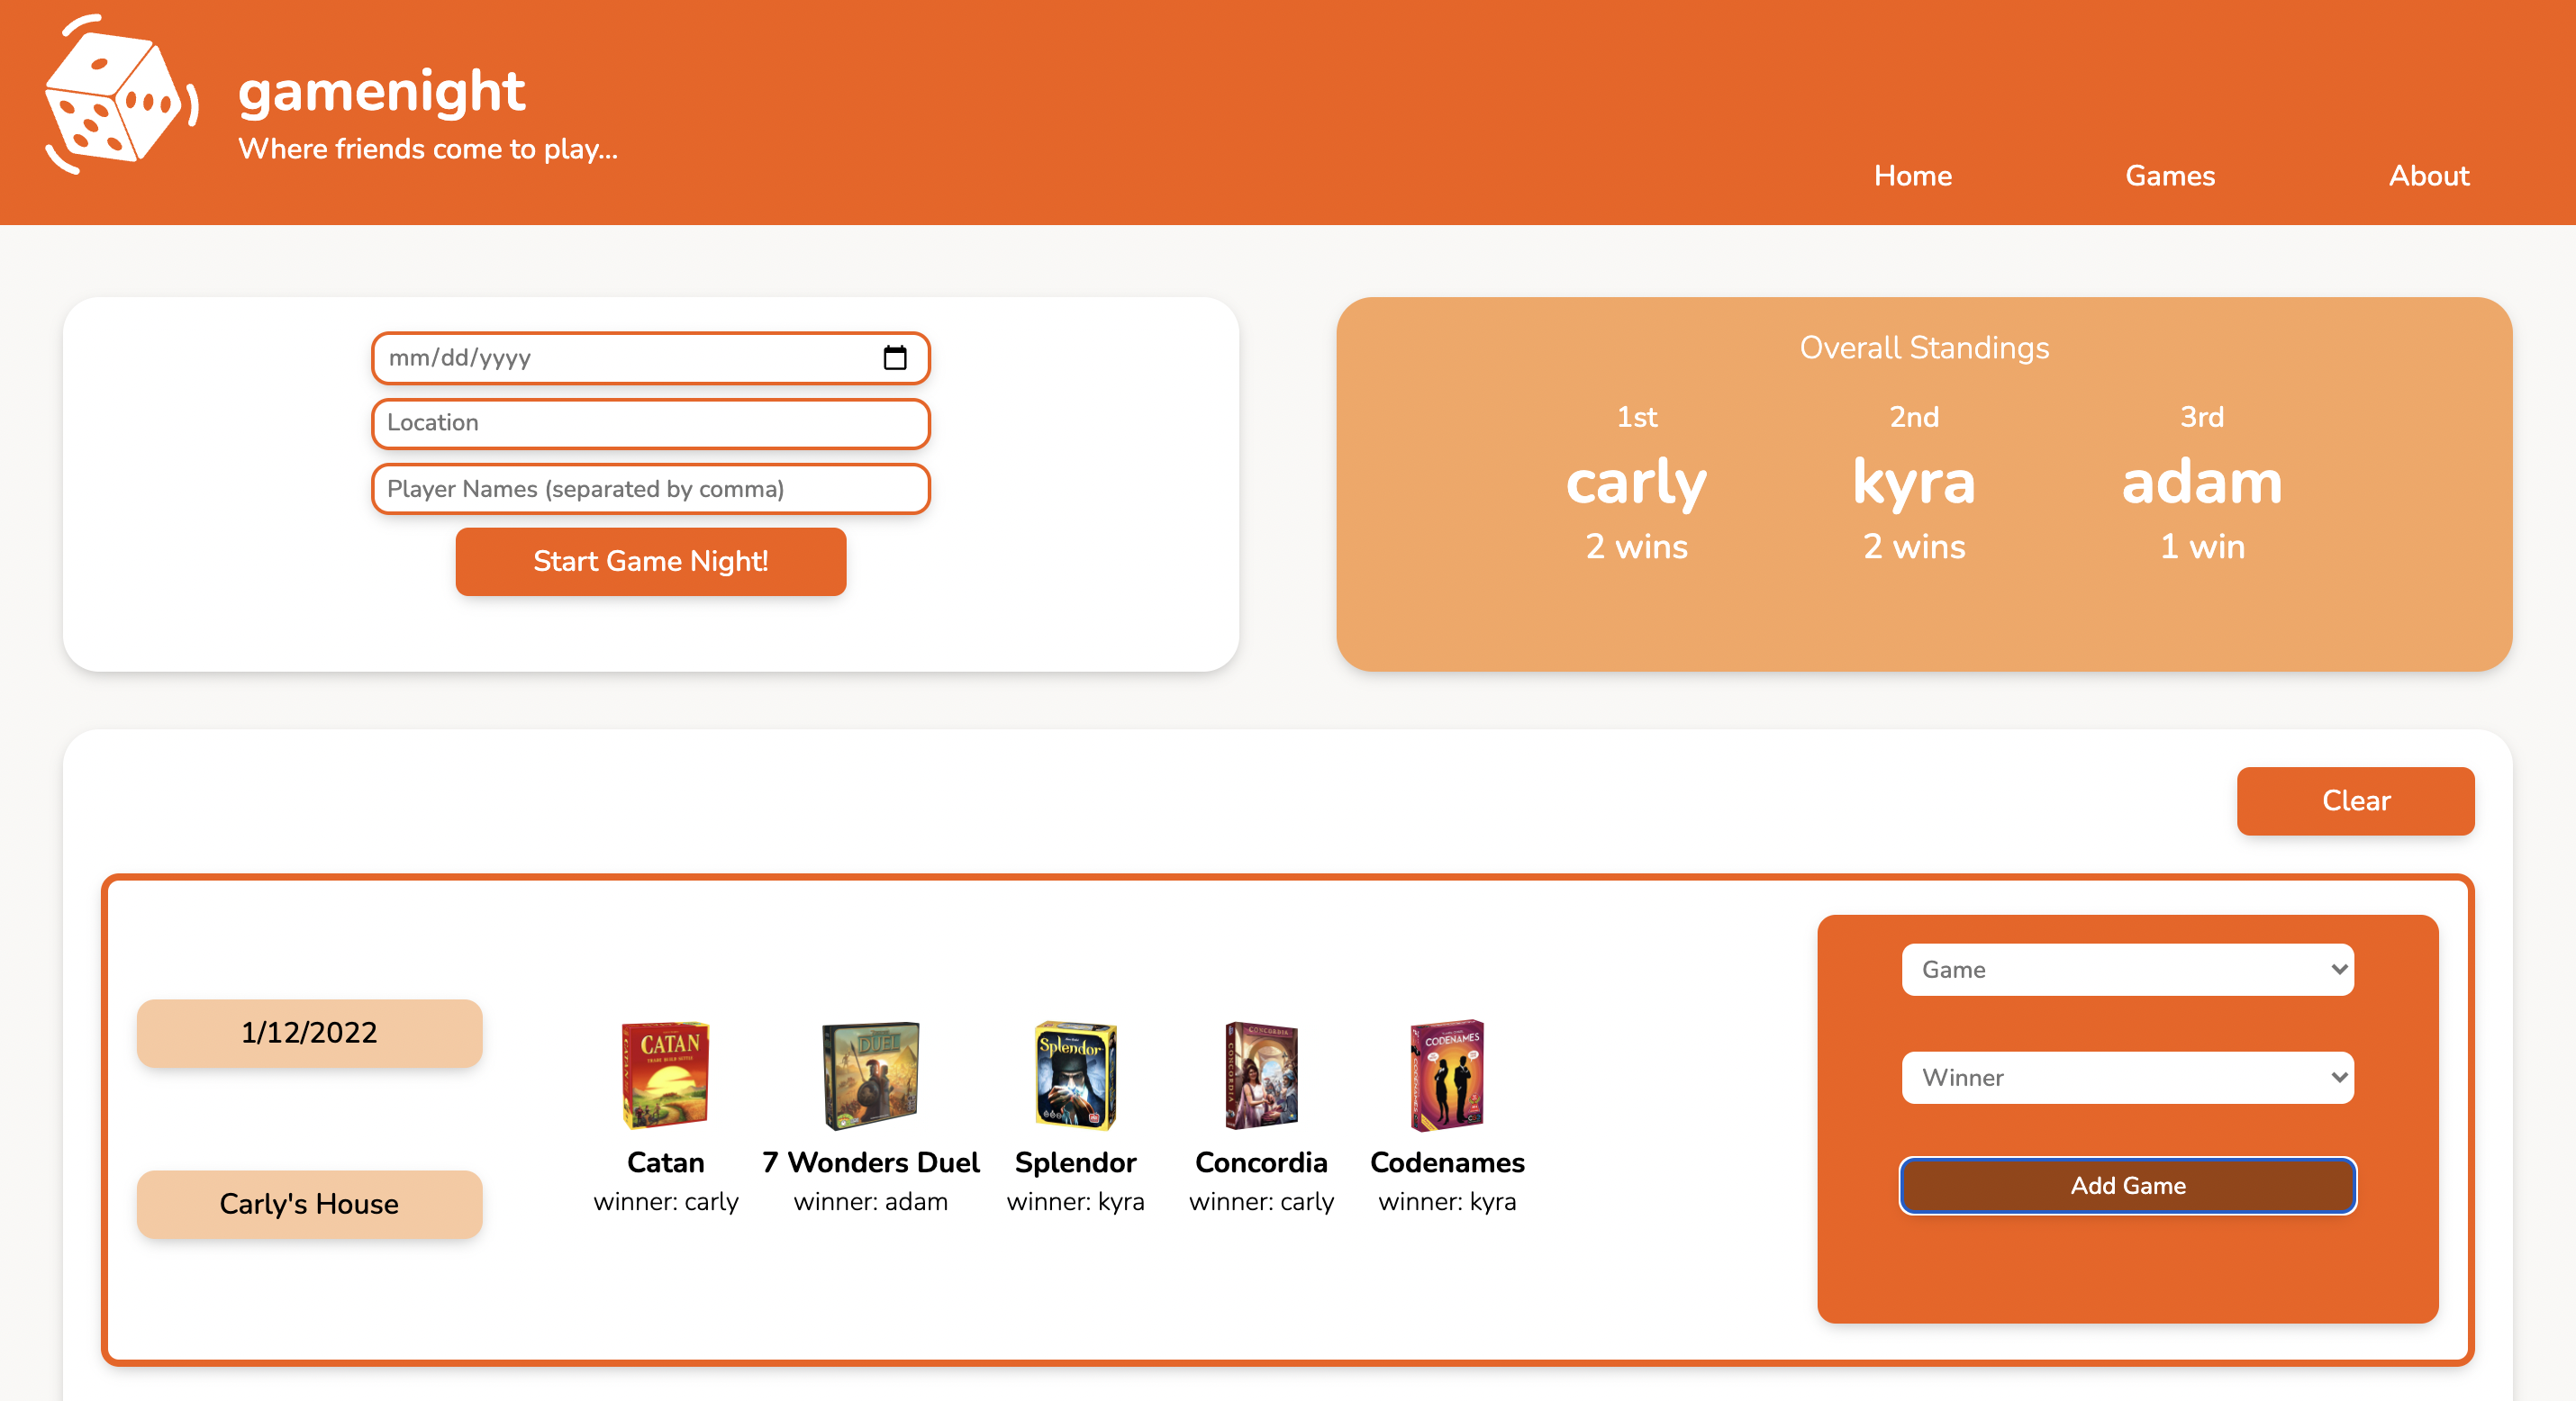 gamenight
Where friends come to play...
Home
Games
About
mm/dd/yyyy
Location
Player Names (separated by comma)
Start Game Night!
Overall Standings
1st
carly
2 wins
2nd
kyra
2 wins
3rd
adam
1 win
Clear
1/12/2022
Carly's House
CATAN
Catan
winner: carly
DUEL
7 Wonders Duel
winner: adam
Splendor
Splendor
winner: kyra
CONCORDIA
CONCORDIA
Concordia
winner: carly
CODENAMES
Codenames
winner: kyra
Game
Winner
Add Game